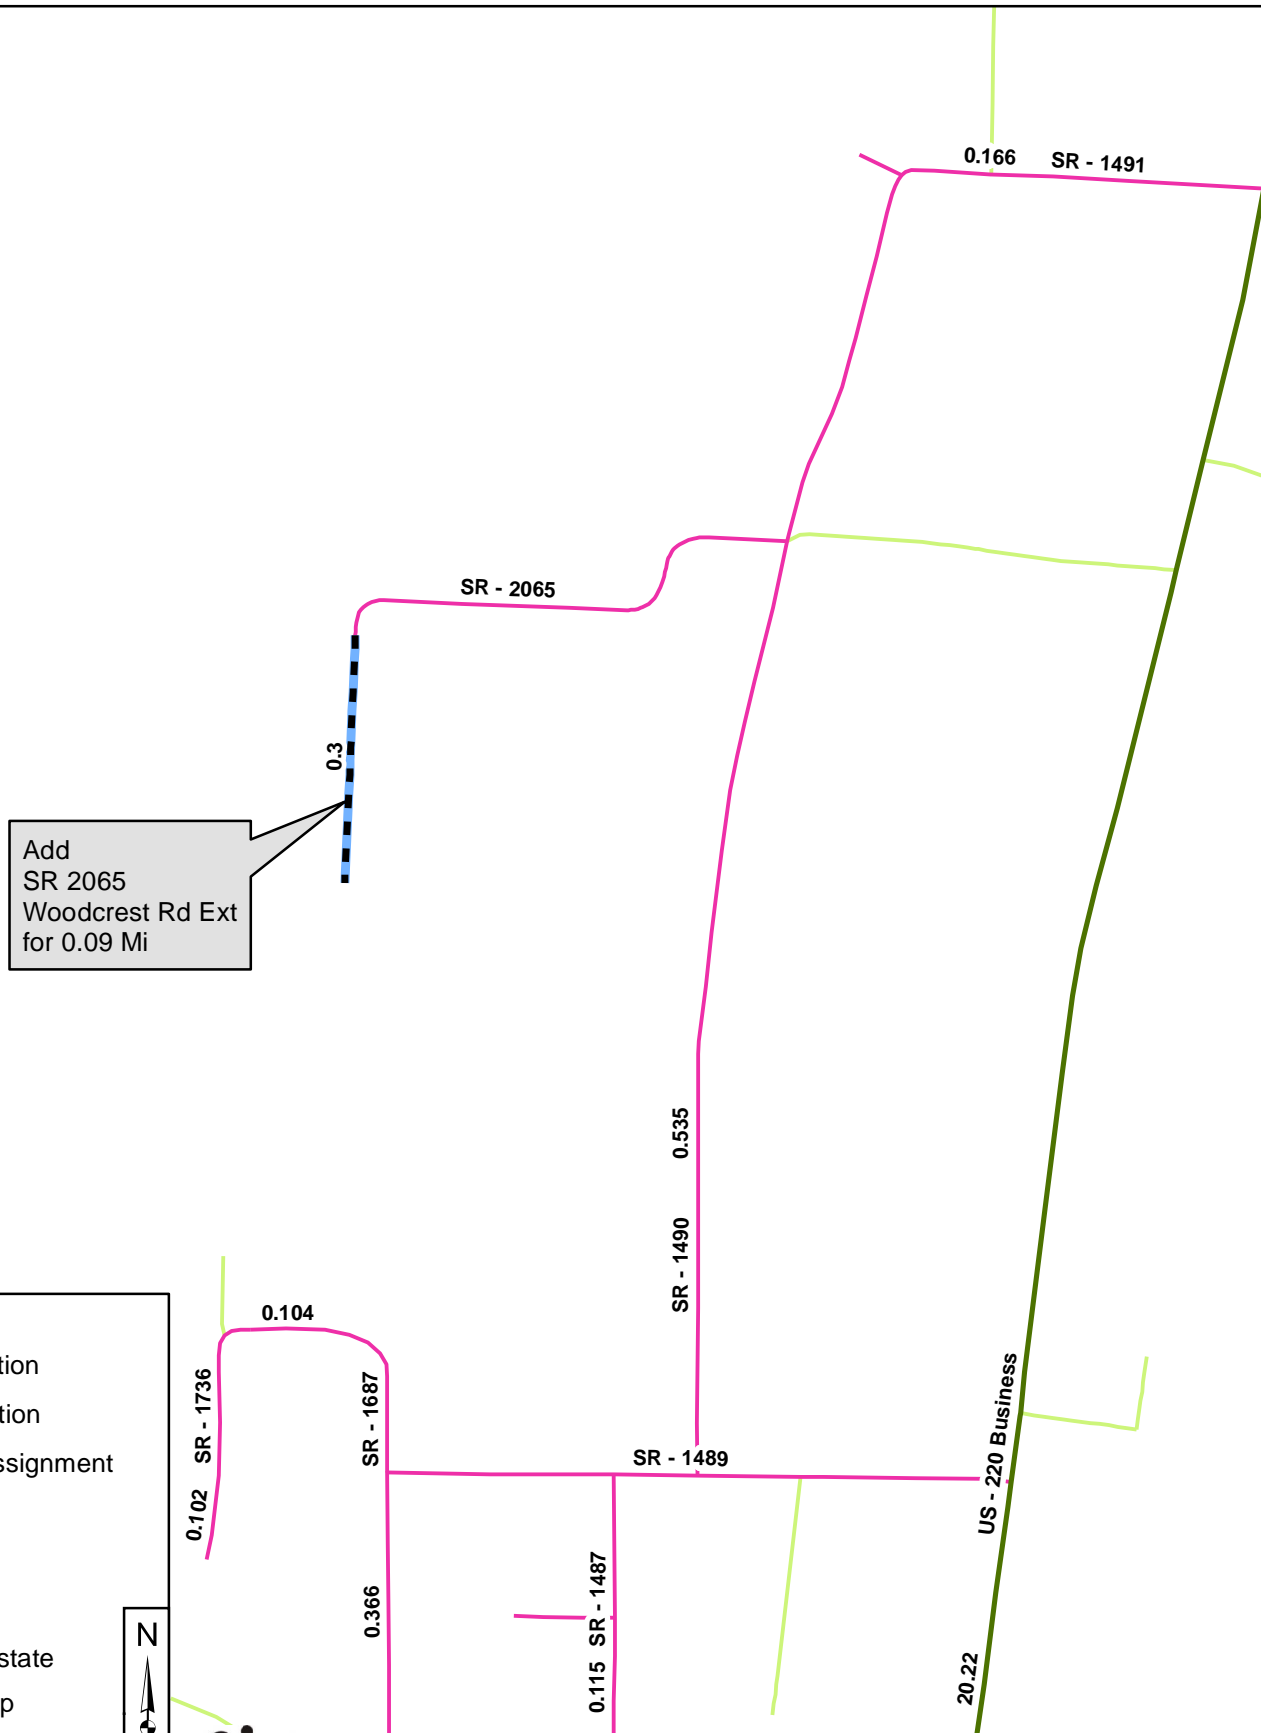 0.166 SR - 1491
SR - 2065
0.3
Add
SR 2065
Woodcrest Rd Ext
for 0.09 Mi
0.535
SR - 1490
0.104
SR - 1736
SR - 1687
0.102
SR - 1489
US - 220 Business
0.366
SR - 1487
0.115
20.22
tion
tion
ssignment
state
p
N